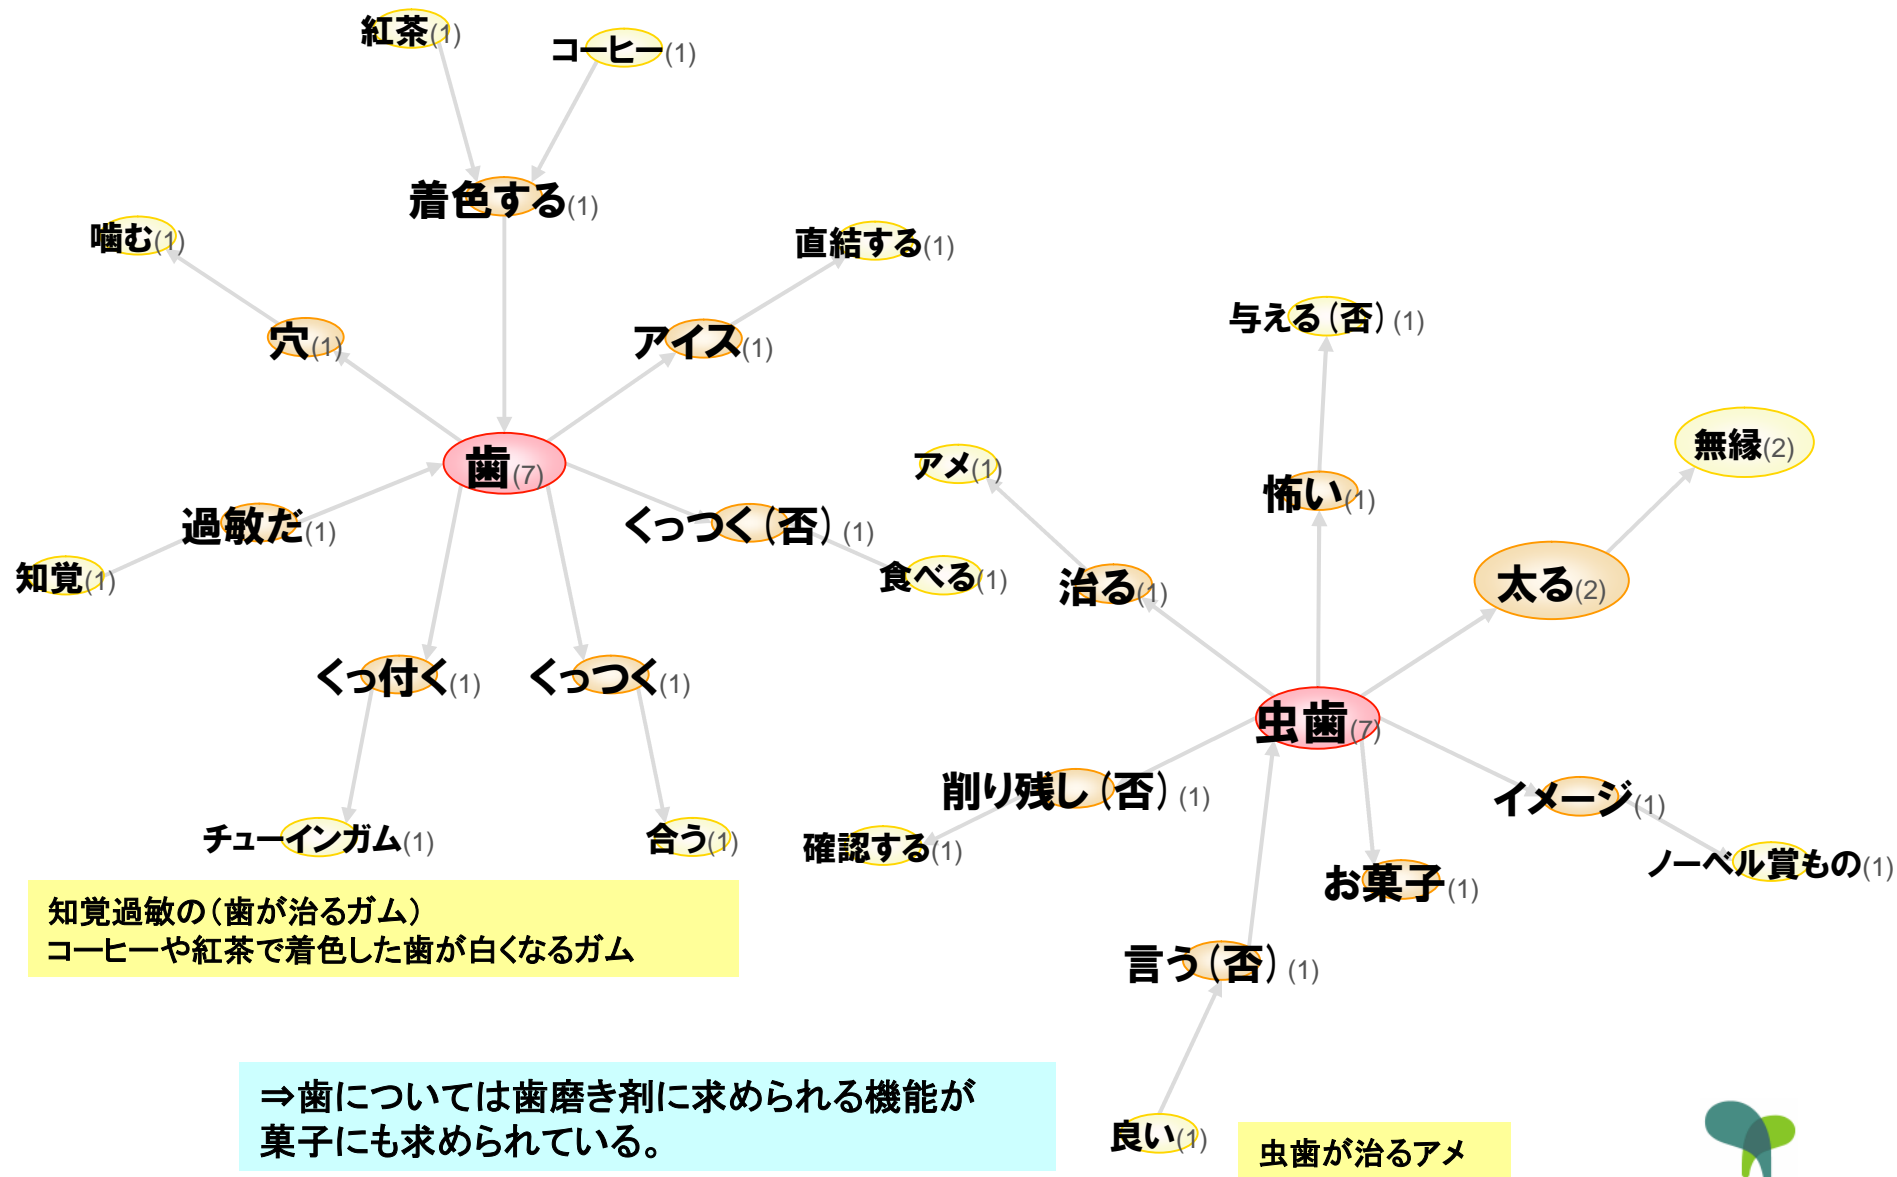 紅茶(1)
コーヒー(1)
着色する(1)
噛む(1)
直結する(1)
穴(1)
アイス(1)
歯(7)
過敏だ(1)
くっつく(否)(1)
知覚(1)
食べる(1)
くっ付く(1)
くっつく(1)
チューインガム(1)
合う(1)
与える(否)(1)
無縁(2)
アメ(1)
怖い(1)
治る(1)
太る(2)
虫歯(7)
削り残し(否)(1)
イメージ(1)
確認する(1)
お菓子(1)
ノーベル賞もの(1)
言う(否)(1)
良い(1)
知覚過敏の(歯が治るガム)
コーヒーや紅茶で着色した歯が白くなるガム
⇒歯については歯磨き剤に求められる機能が
菓子にも求められている。
虫歯が治るアメ